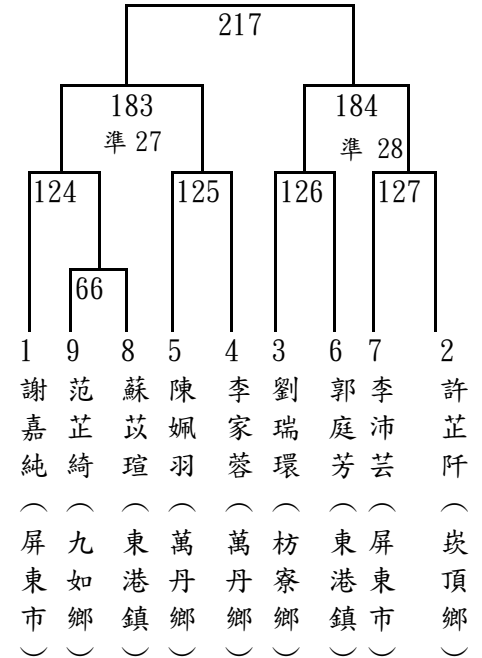 217
183
準 27
184
準 28
124
125
126
127
66
1
謝嘉純（屏東市）
9
范芷綺（九如鄉）
8
蘇苡瑄（東港鎮）
5
陳姵羽（萬丹鄉）
4
李家蓉（萬丹鄉）
3
劉瑞環（枋寮鄉）
6
郭庭芳（東港鎮）
7
李沛芸（屏東市）
2
許芷阡（崁頂鄉）